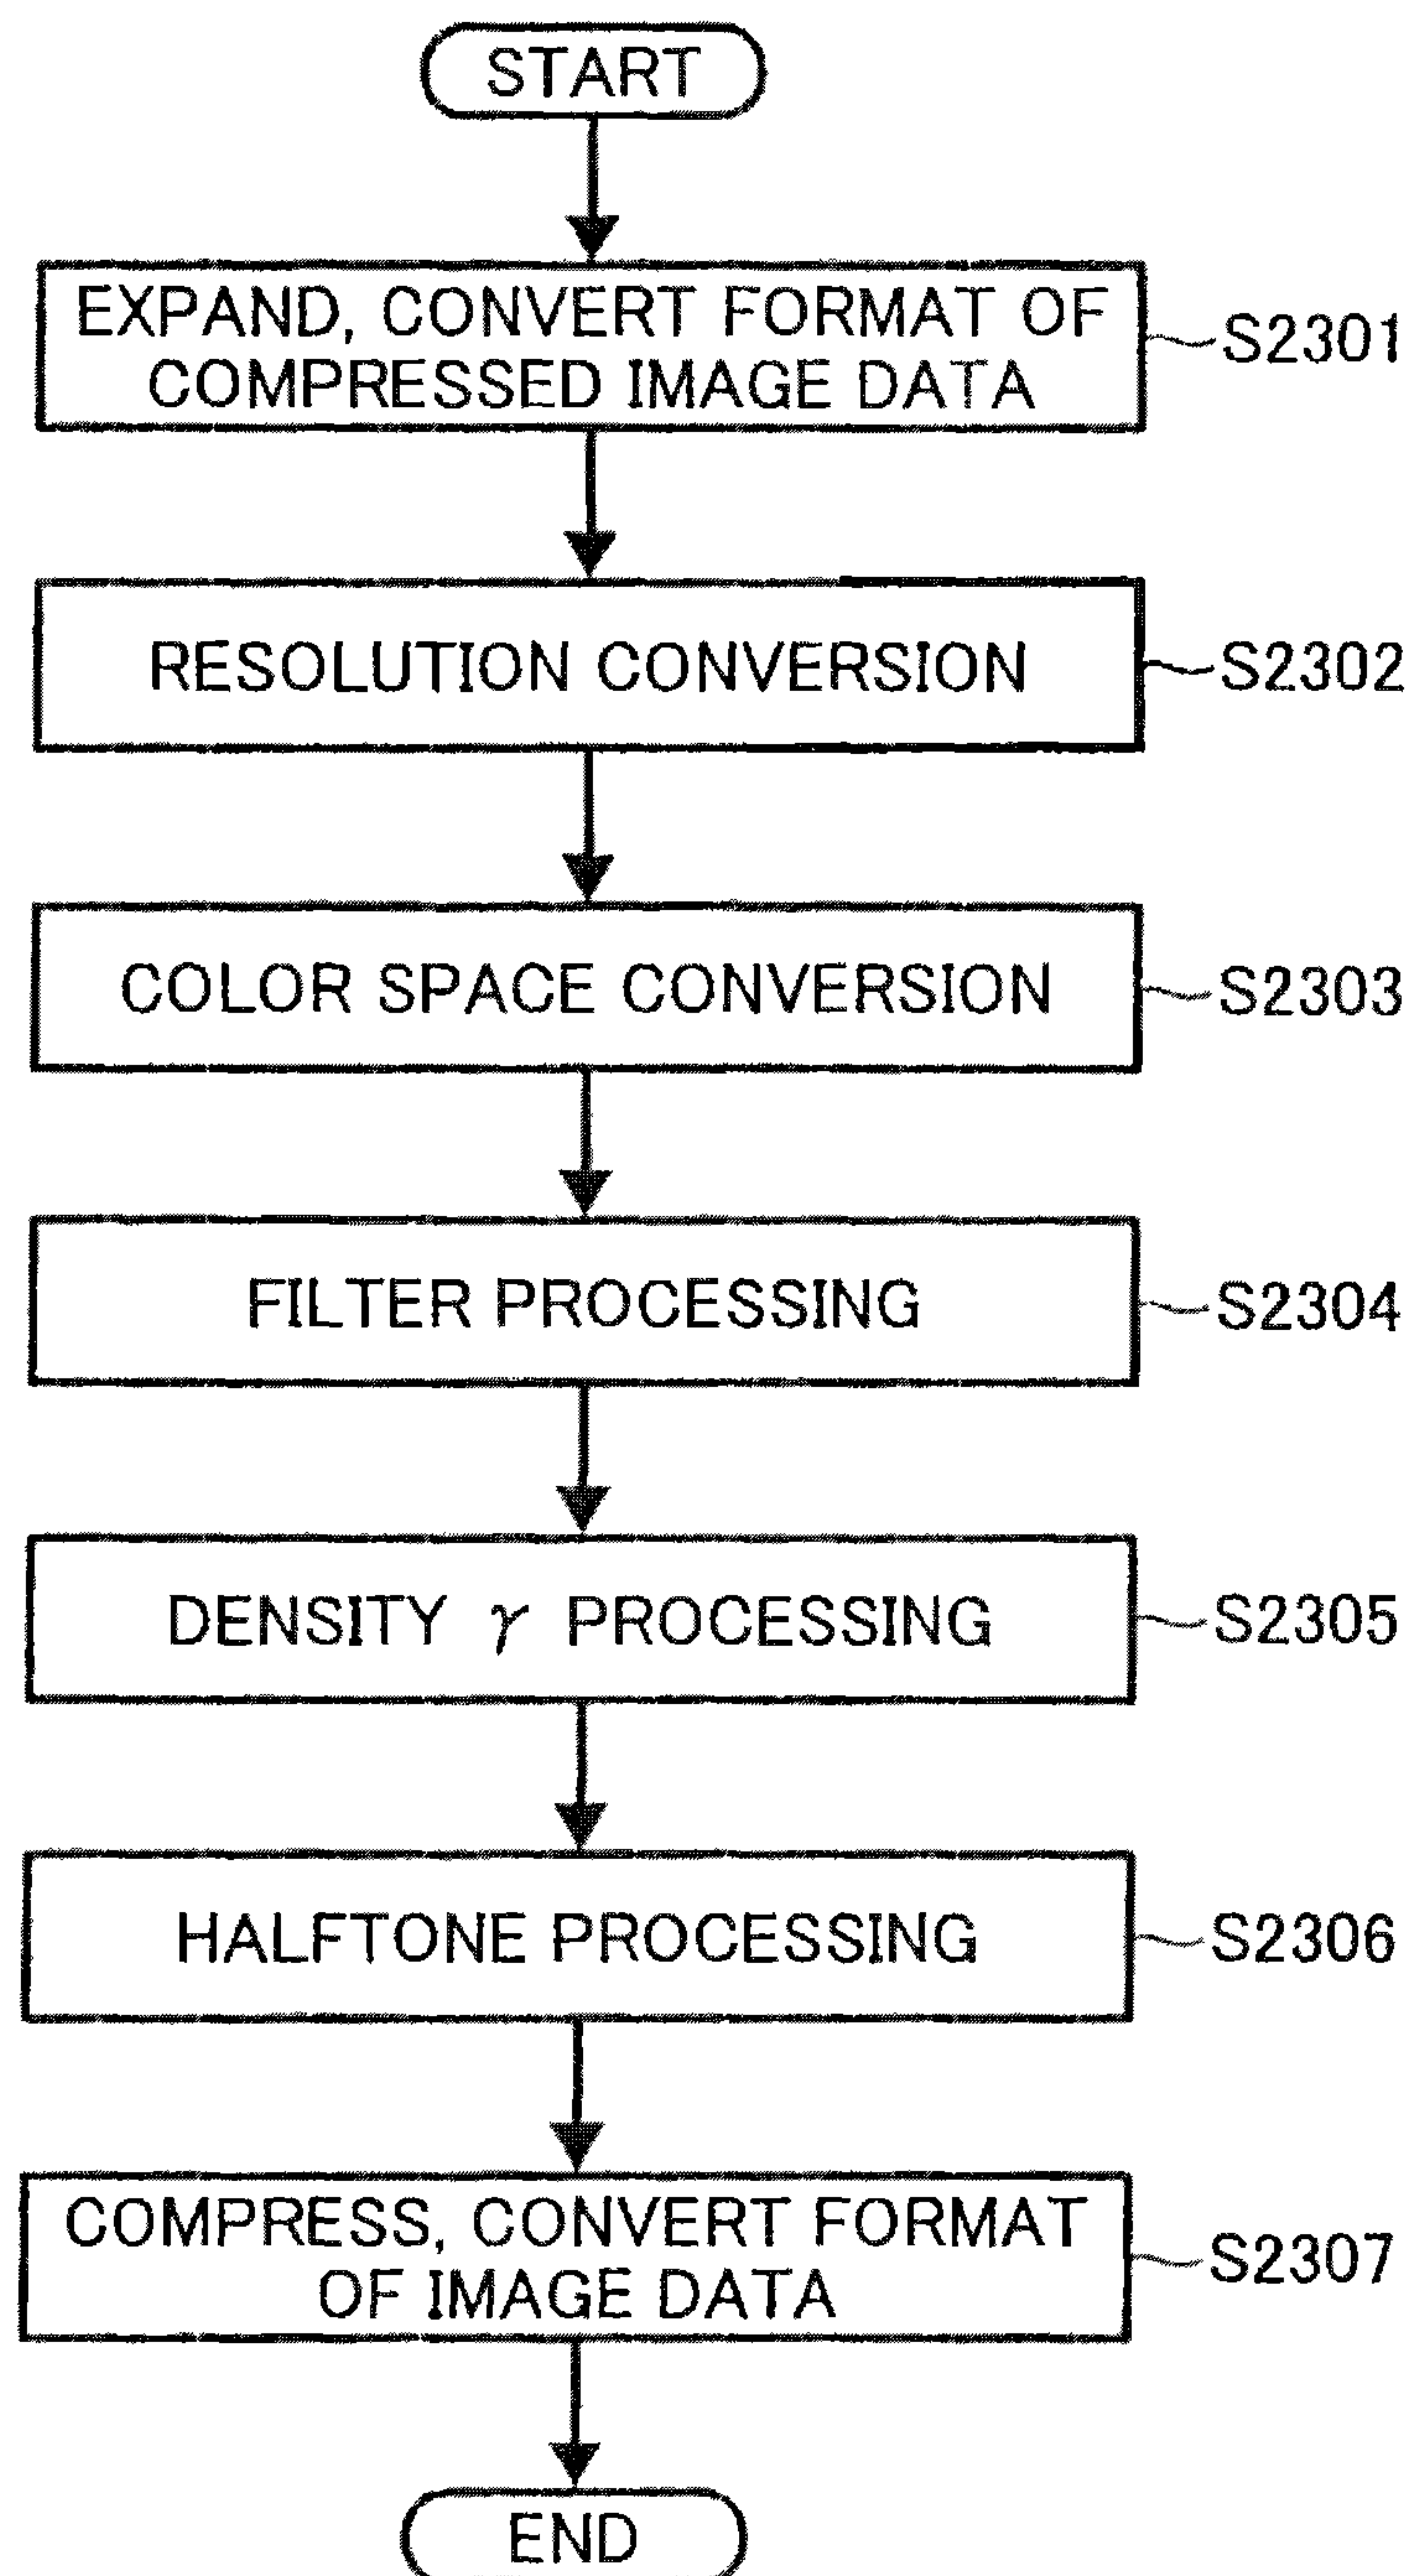 START
EXPAND, CONVERT FORMAT OF
COMPRESSED IMAGE DATA
S2301
RESOLUTION CONVERSION
S2302
COLOR SPACE CONVERSION
S2303
FILTER PROCESSING
S2304
DENSITY γ PROCESSING
S2305
HALFTONE PROCESSING
S2306
COMPRESS, CONVERT FORMAT
OF IMAGE DATA
S2307
END